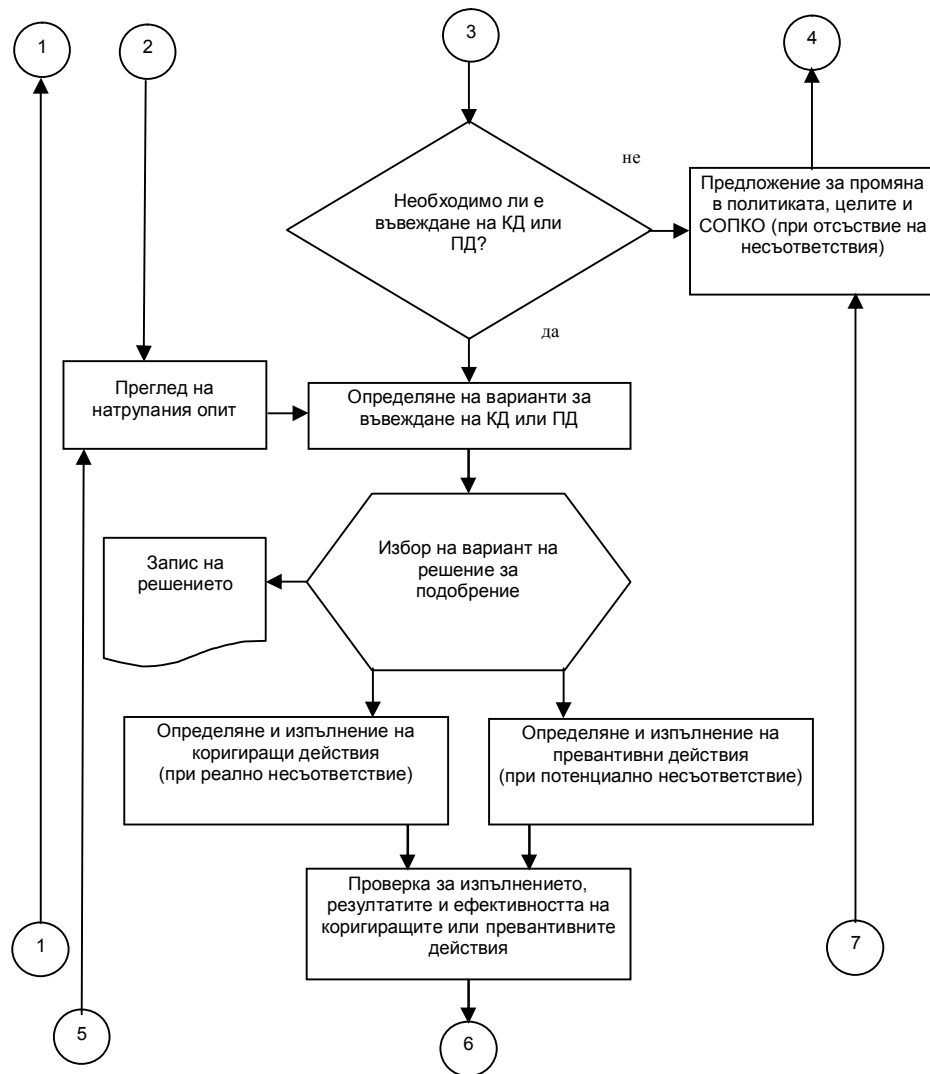 1
2
3
4
не
Необходимо ли е
въвеждане на КД или
ПД?
Предложение за промяна
в политиката, целите и
СОПКО (при отсъствие на
несъответствия)
да
Преглед на
натрупания опит
Определяне на варианти за
въвеждане на КД или ПД
Избор на вариант на
решение за
подобрение
Запис на
решението
Определяне и изпълнение на
коригиращи действия
(при реално несъответствие)
Определяне и изпълнение на
превантивни действия
(при потенциално несъответствие)
Проверка за изпълнението,
резултатите и ефективността на
коригиращите или превантивните
действия
1
7
5
6